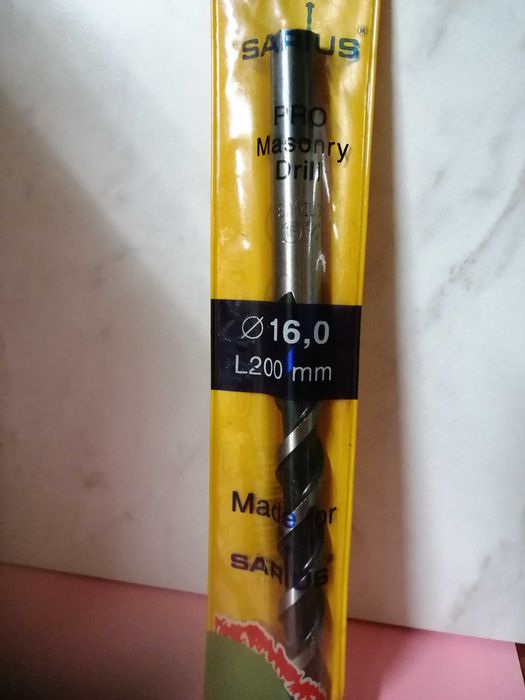 SARIUS®
PRO
Masonry
Drill
Ø 16,0
L200 mm
Made for
SARIUS®